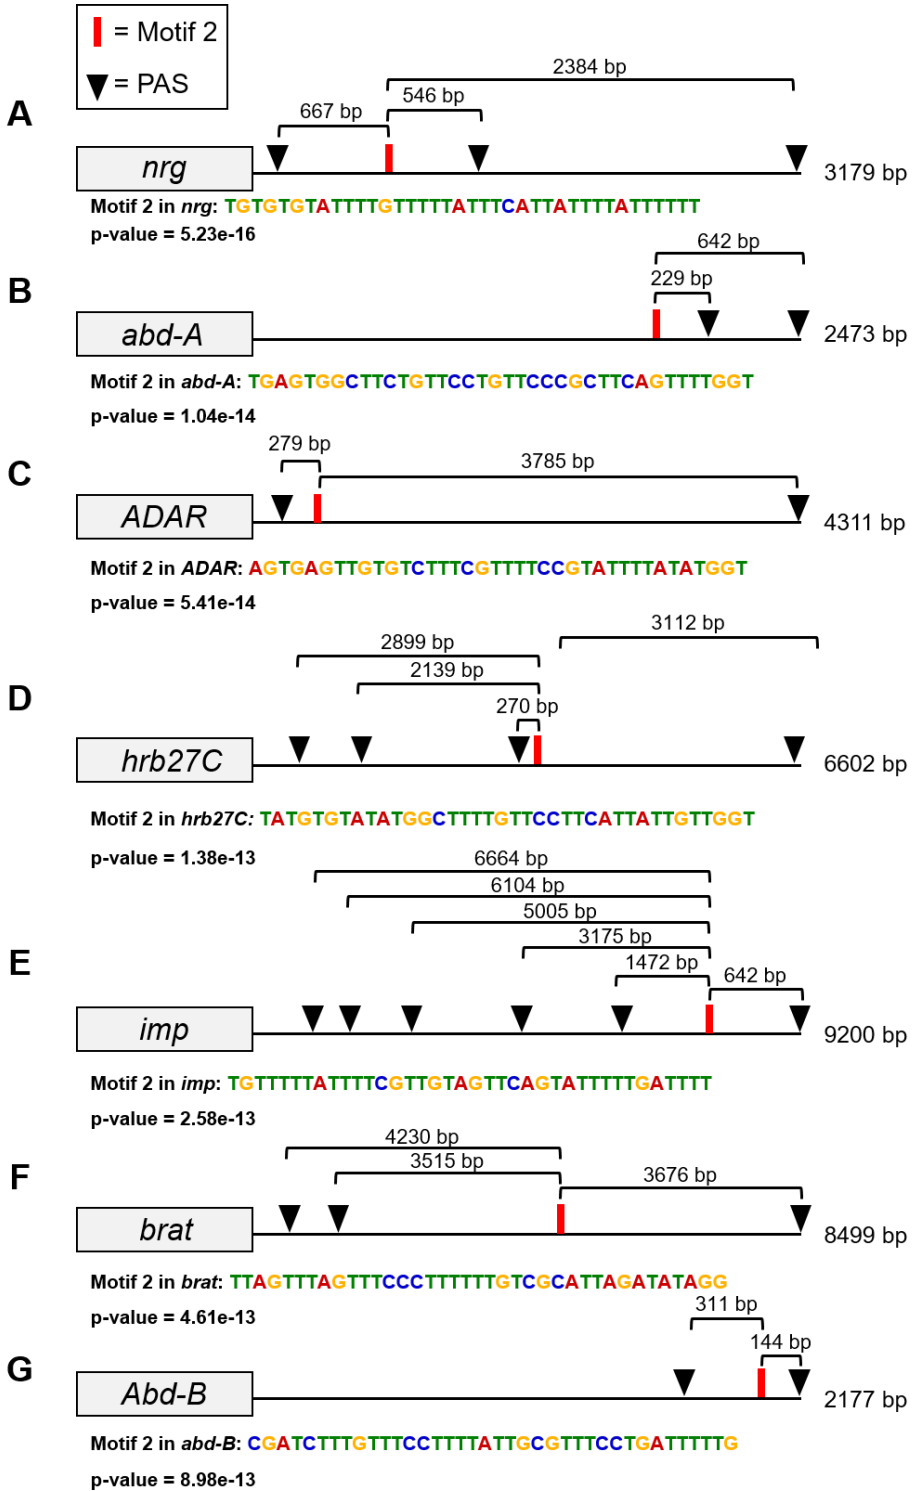 = Motif 2
= PAS
A
2384 bp
667 bp
546 bp
nrg
3179 bp
Motif 2 in nrg: TGTGTGTATTTTGTTTTTATTTCATTATTTTATTTTTT
p-value = 5.23e-16
B
642 bp
229 bp
abd-A
2473 bp
Motif 2 in abd-A: TGAGTGGCTTCTGTTCCTGTTCCCGCTTCAGTTTTGGT
p-value = 1.04e-14
C
279 bp
3785 bp
ADAR
4311 bp
Motif 2 in ADAR: AGTGAGTTGTGTCTTTCGTTTTCCGTATTTTATATGGT
p-value = 5.41e-14
D
3112 bp
2899 bp
2139 bp
270 bp
hrb27C
6602 bp
Motif 2 in hrb27C: TATGTGTATATGGCTTTTGTTCCTTCATTATTGTTGGT
p-value = 1.38e-13
E
6664 bp
6104 bp
5005 bp
3175 bp
1472 bp
642 bp
imp
9200 bp
Motif 2 in imp: TGTTTTTATTTTCGTTGTAGTTCAGTATTTTTGATTTT
p-value = 2.58e-13
F
4230 bp
3515 bp
3676 bp
brat
8499 bp
Motif 2 in brat: TTAGTTTAGTTTCCCTTTTTTGTCGCATTAGATATAGG
p-value = 4.61e-13
G
311 bp
144 bp
Abd-B
2177 bp
Motif 2 in abd-B: CGATCTTTGTTTCCTTTTATTGCGTTTCCTGATTTTTG
p-value = 8.98e-13